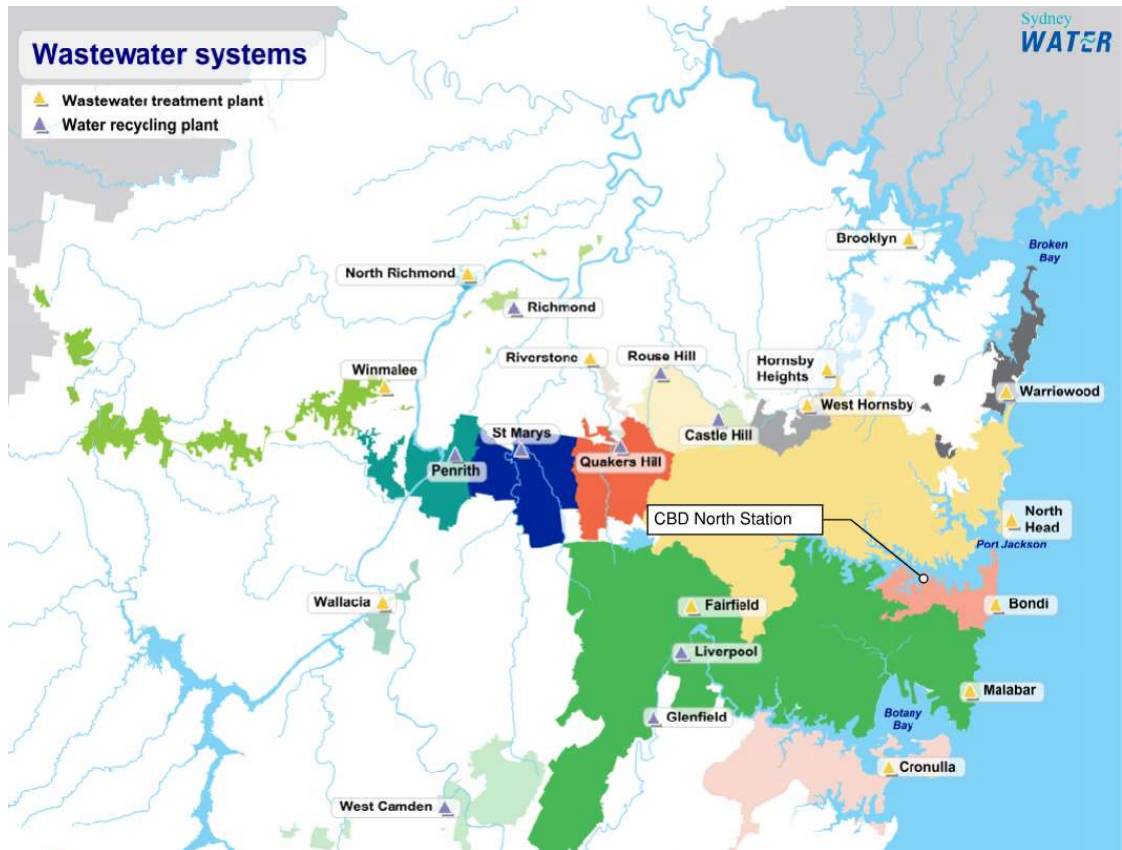 Sydney
WATER
Wastewater systems
Wastewater treatment plant
Water recycling plant
Brooklyn
Broken
Bay
North Richmond
Richmond
Riverstone
Rouse Hill
Hornsby
Heights
Winmalee
Warriewood
West Hornsby
Castle Hill
St Marys
Quakers Hill
Penrith
CBD North Station
North
Head
Port Jackson
Wallacia
Fairfield
Bondi
Liverpool
Malabar
Glenfield
Botany
Bay
Cronulla
West Camden